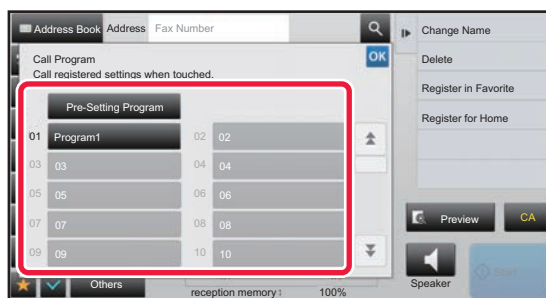 Address Book Address Fax Number
Call Program
Call registered settings when touched.
OK
Pre-Setting Program
01 Program1 02 02
03 03 04 04
05 05 06 06
07 07 08 08
09 09 10 10
Others
reception memory: 100%
Change Name
Delete
Register in Favorite
Register for Home
Preview CA
Speaker
Start